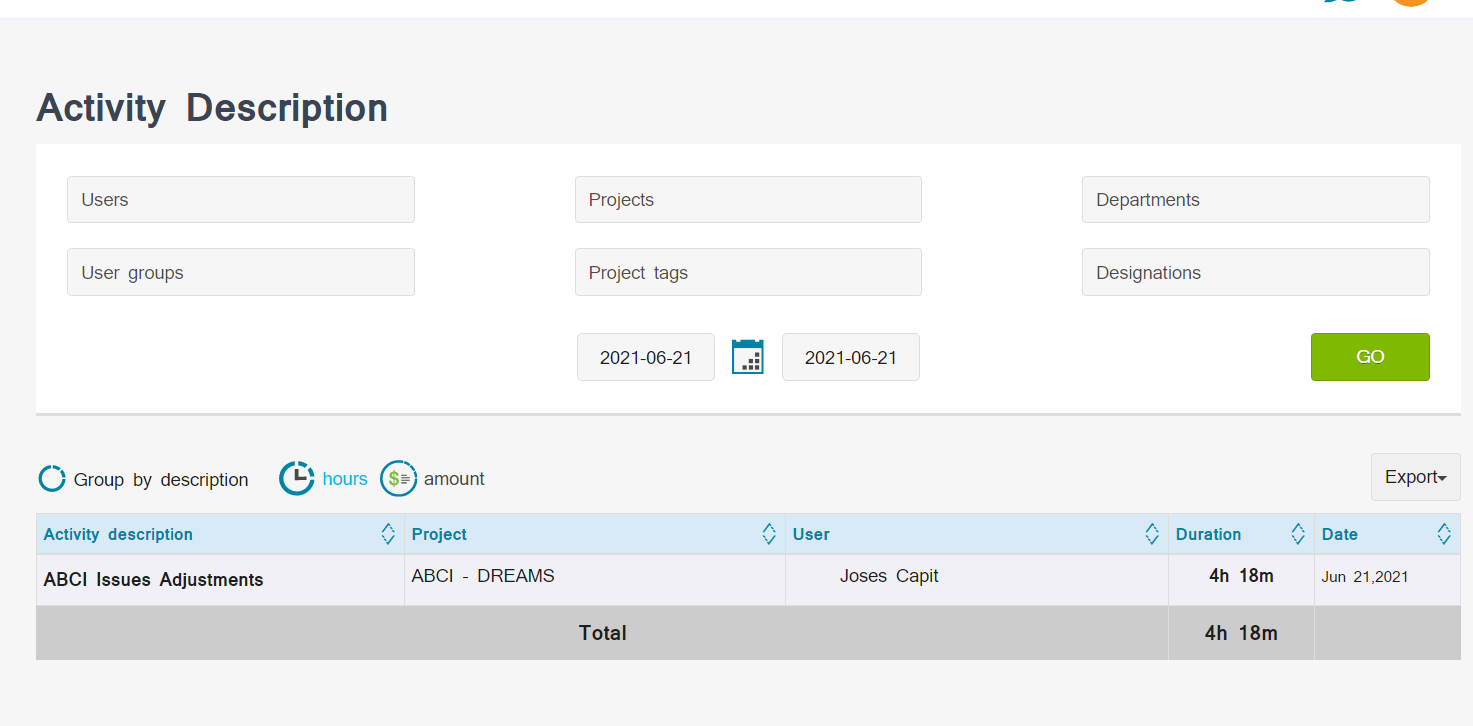 Activity Description
Users Projects Departments
User groups Project tags Designations
2021-06-21 2021-06-21 GO
Group by description hours $ amount Export
Activity description Project User Duration Date
ABCI Issues Adjustments ABCI - DREAMS Joses Capit 4h 18m Jun 21,2021
Total 4h 18m